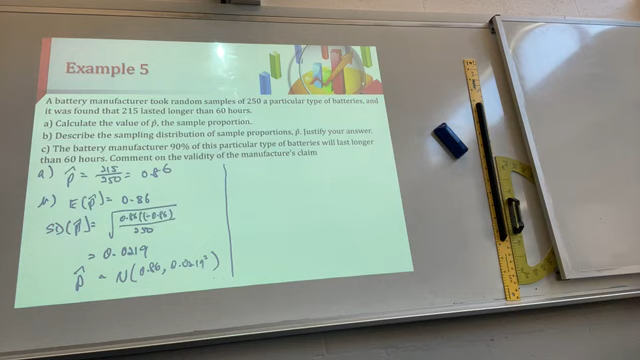 Example 5
A battery manufacturer took random samples of 250 a particular type of batteries, and
it was found that 215 lasted longer than 60 hours.
a) Calculate the value of p̂, the sample proportion.
b) Describe the sampling distribution of sample proportions, p̂. Justify your answer.
c) The battery manufacturer 90% of this particular type of batteries will last longer
than 60 hours. Comment on the validity of the manufacture's claim
a) p̂ = 215/250 = 0.86
b) E(p̂) = 0.86
SD(p̂) = √(0.86(1-0.86)/250)
= 0.0219
p̂ ~ N(0.86, 0.0219²)